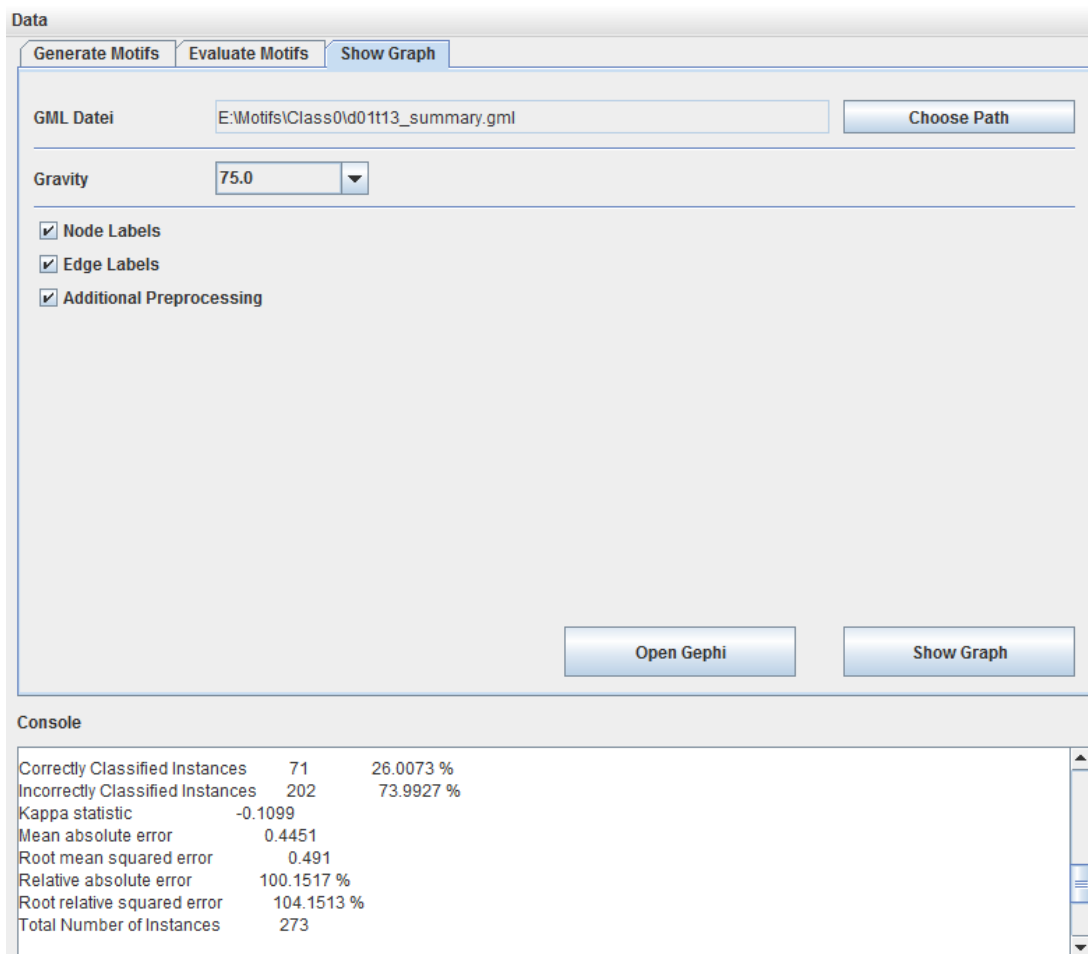 Data
Generate Motifs Evaluate Motifs Show Graph
GML Datei E:\Motifs\Class0\d01t13_summary.gml Choose Path
Gravity 75.0
Node Labels
Edge Labels
Additional Preprocessing
Open Gephi Show Graph
Console
Correctly Classified Instances 71 26.0073 %
Incorrectly Classified Instances 202 73.9927 %
Kappa statistic -0.1099
Mean absolute error 0.4451
Root mean squared error 0.491
Relative absolute error 100.1517 %
Root relative squared error 104.1513 %
Total Number of Instances 273